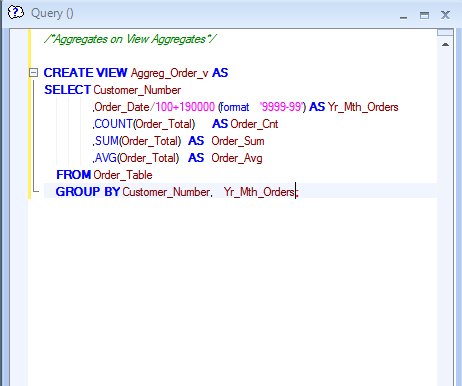 Query ()
/*Aggregates on View Aggregates*/
CREATE VIEW Aggreg_Order_v AS
SELECT Customer_Number
,Order_Date/100+190000 (format '9999-99') AS Yr_Mth_Orders
,COUNT(Order_Total) AS Order_Cnt
,SUM(Order_Total) AS Order_Sum
,AVG(Order_Total) AS Order_Avg
FROM Order_Table
GROUP BY Customer_Number, Yr_Mth_Orders;